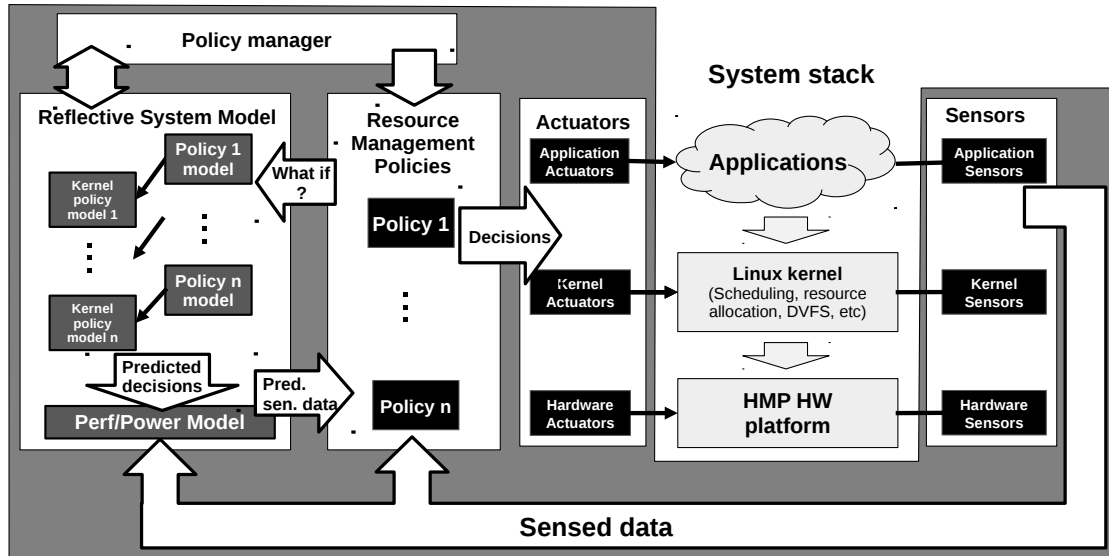 Policy manager
System stack
Reflective System Model
Policy 1
model
Kernel
policy
model 1
Policy n
model
Kernel
policy
model n
Predicted
decisions
Perf/Power Model
What if
?
Pred.
sen. data
Resource
Management
Policies
Policy 1
Policy n
Decisions
Actuators
Application
Actuators
Kernel
Actuators
Hardware
Actuators
Applications
Linux kernel
(Scheduling, resource
allocation, DVFS, etc)
HMP HW
platform
Sensors
Application
Sensors
Kernel
Sensors
Hardware
Sensors
Sensed data